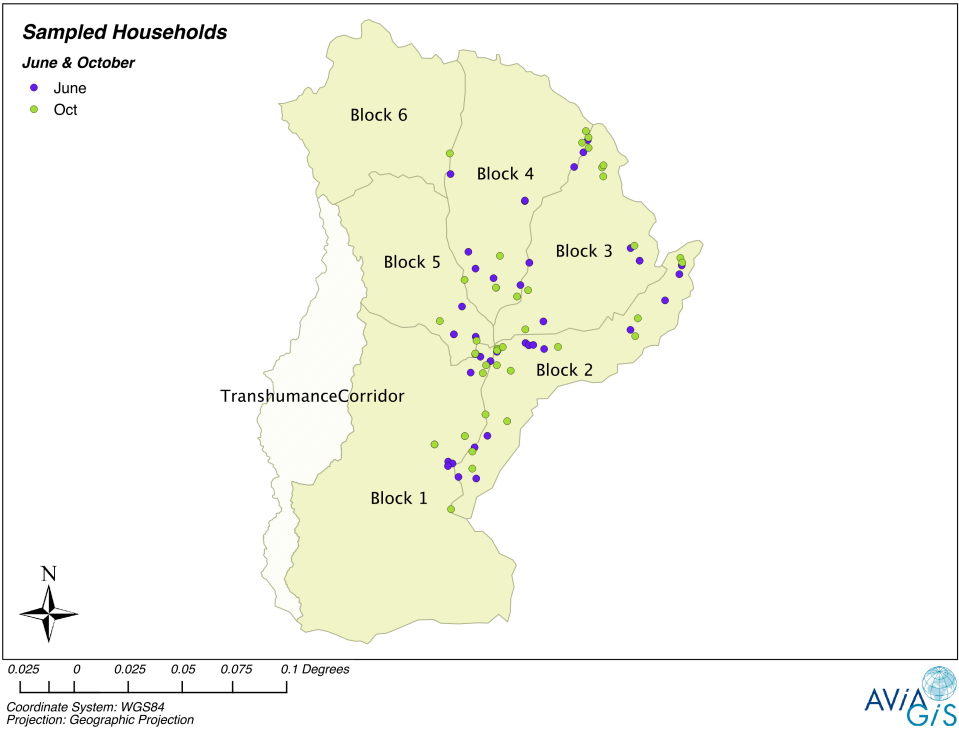 Sampled Households
June & October
June
Oct
Block 6
Block 4
Block 3
Block 5
Block 2
TranshumanceCorridor
Block 1
N
0.025 0 0.025 0.05 0.075 0.1 Degrees
Coordinate System: WGS84
Projection: Geographic Projection
AViA
GiS